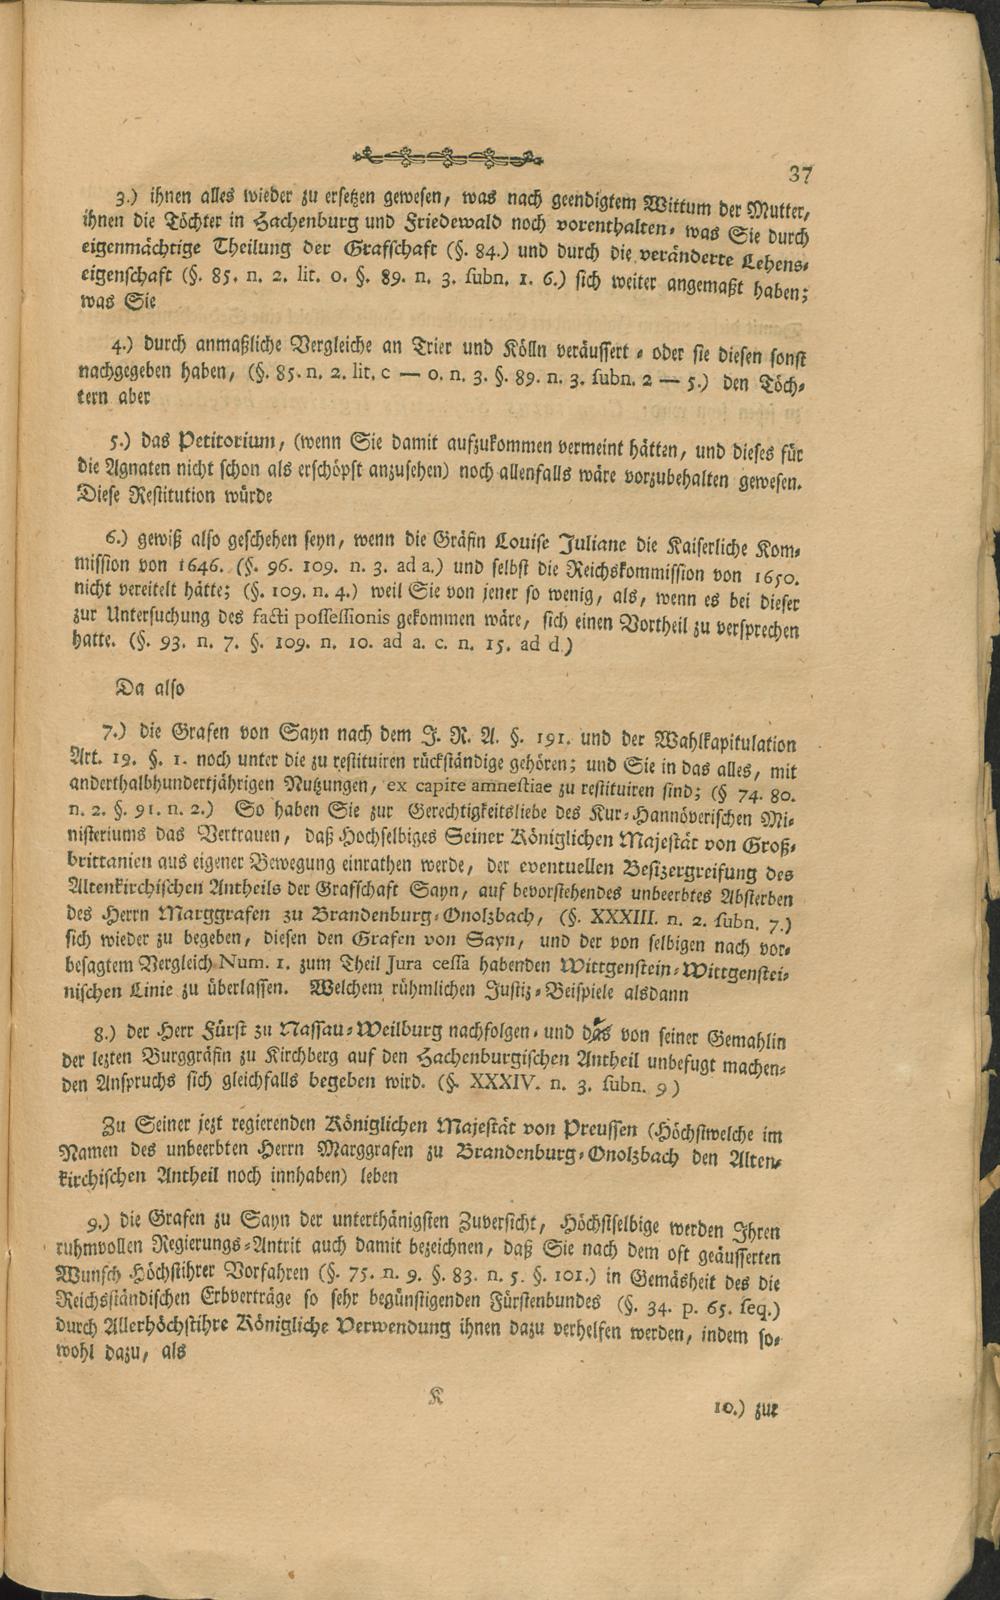 37
3.) ihnen alles wieder zu ersetzen gewesen, was nach geendigtem Wittum der Mutter,
ihnen die Töchter in Hachenburg und Friedewald noch vorenthalten- was Sie durch
eigenmächtige Theilung der Grafschaft (§. 84.) und durch die veränderte Lehens-
eigenschaft (§. 85. n. 2. lit. o. §. 89. n. 3. subn. 1. 6.) sich weiter angemaßt haben;
was Sie
4.) durch anmaßliche Vergleiche an Trier und Kölln veräussert - oder sie diesen sonst
nachgegeben haben, (§. 85. n. 2. lit. c — o. n. 3. §. 89. n. 3. subn. 2 — 5.) den Töch-
tern aber
5.) das Petitorium, (wenn Sie damit aufzukommen vermeint hätten, und dieses für
die Agnaten nicht schon als erschöpft anzusehen) noch allenfalls wäre vorzubehalten gewesen.
Diese Restitution würde
6.) gewiß also geschehen seyn, wenn die Gräfin Louise Juliane die Kaiserliche Kom-
mission von 1646. (§. 96. 109. n. 3. ad a.) und selbst die Reichskommission von 1650.
nicht vereitelt hätte; (§. 109. n. 4.) weil Sie von jener so wenig, als, wenn es bei dieser
zur Untersuchung des facti possessionis gekommen wäre, sich einen Vortheil zu versprechen
hatte. (§. 93. n. 7. §. 109. n. 10. ad a. c. n. 15. ad d.)
Da also
7.) die Grafen von Sayn nach dem J. R. A. §. 191. und der Wahlkapitulation
Art. 19. §. 1. noch unter die zu restituiren rückständige gehören; und Sie in das alles, mit
anderthalbhundertjährigen Nutzungen, ex capite amnestiae zu restituiren sind; (§ 74. 80.
n. 2. §. 91. n. 2.) So haben Sie zur Gerechtigkeitsliebe des Kur-Hannöverischen Mi-
nisteriums das Vertrauen, daß Hochselbiges Seiner Königlichen Majestät von Groß-
brittanien aus eigener Bewegung einrathen werde, der eventuellen Besizergreifung des
Altenkirchischen Antheils der Grafschaft Sayn, auf bevorstehendes unbeerbtes Absterben
des Herrn Marggrafen zu Brandenburg-Onolzbach, (§. XXXIII. n. 2. subn. 7.)
sich wieder zu begeben, diesen den Grafen von Sayn, und der von selbigen nach vor-
besagtem Vergleich Num. 1. zum Theil Jura cessa habenden Wittgenstein-Wittgenstei-
nischen Linie zu überlassen. Welchem rühmlichen Justiz-Beispiele alsdann
8.) der Herr Fürst zu Nassau-Weilburg nachfolgen- und das von seiner Gemahlin
der lezten Burggräfin zu Kirchberg auf den Hachenburgischen Antheil unbefugt machen-
den Anspruchs sich gleichfalls begeben wird. (§. XXXIV. n. 3. subn. 9)
Zu Seiner jezt regierenden Königlichen Majestät von Preussen (Höchstwelche im
Namen des unbeerbten Herrn Marggrafen zu Brandenburg-Onolzbach den Alten-
kirchischen Antheil noch innhaben) leben
9.) die Grafen zu Sayn der unterthänigsten Zuversicht, Höchstselbige werden Ihren
ruhmvollen Regierungs-Antrit auch damit bezeichnen, daß Sie nach dem oft geäusserten
Wunsch Höchstihrer Vorfahren (§. 75. n. 9. §. 83. n. 5. §. 101.) in Gemäsheit des die
Reichsständischen Erbverträge so sehr begünstigenden Fürstenbundes (§. 34. p. 65. seq.)
durch Allerhöchstihre Königliche Verwendung ihnen dazu verhelfen werden, indem so-
wohl dazu, als
K
10.) zur